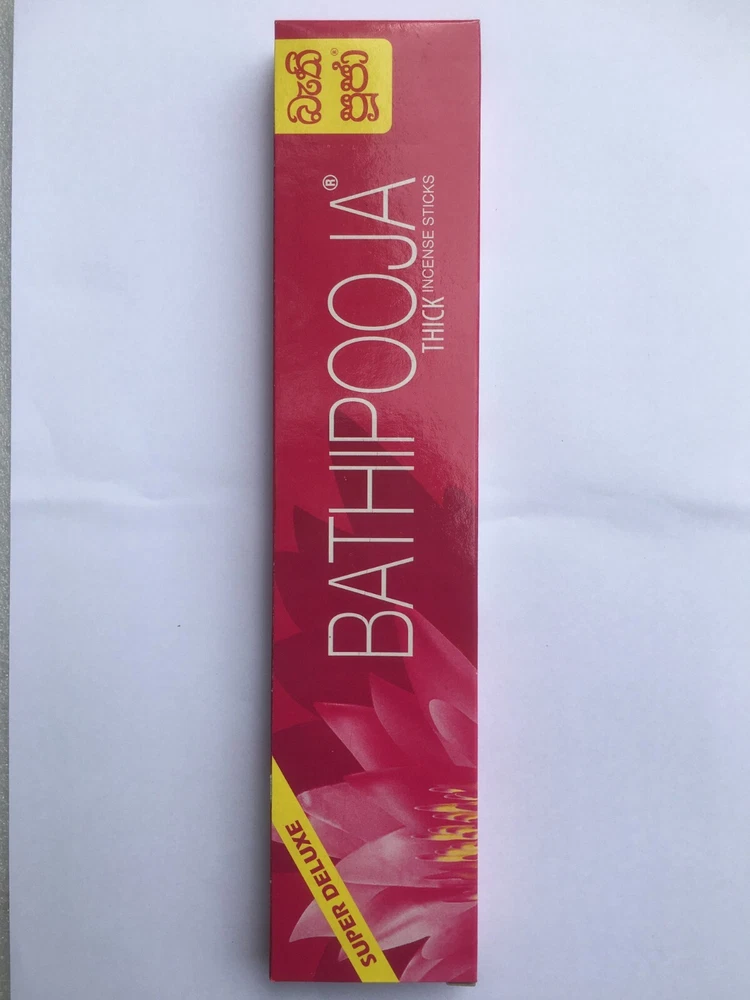 බැති
පූජා®
BATHIPOOJA®
THICK INCENSE STICKS
SUPER DELUXE